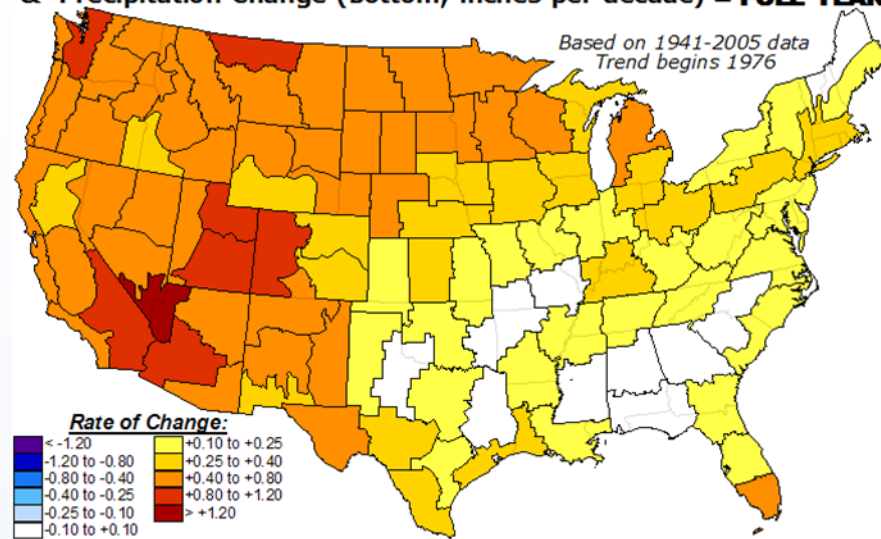 & Precipitation Change (bottom, inches per decade) – FULL YEAR
Based on 1941-2005 data
Trend begins 1976
Rate of Change:
< -1.20
-1.20 to -0.80
-0.80 to -0.40
-0.40 to -0.25
-0.25 to -0.10
-0.10 to +0.10
+0.10 to +0.25
+0.25 to +0.40
+0.40 to +0.80
+0.80 to +1.20
> +1.20